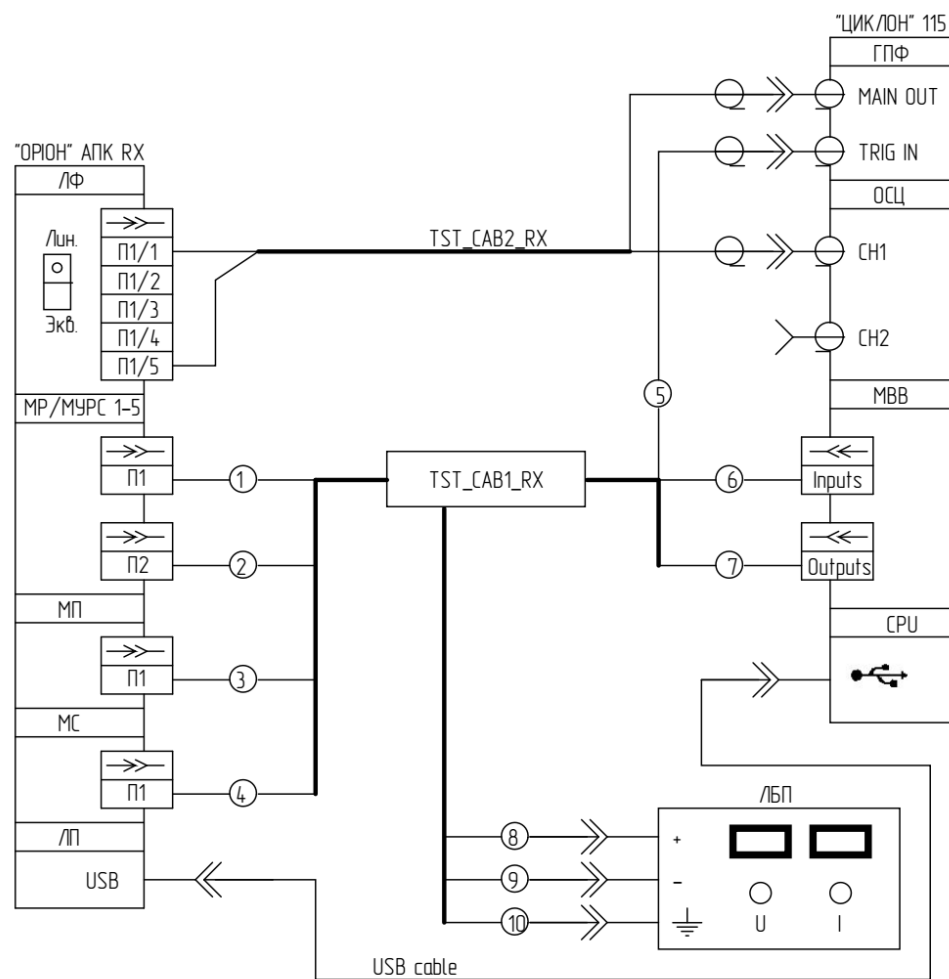 "ЦИКЛОН" 115
ГПФ
MAIN OUT
"ОРІОН" АПК RX
TRIG IN
ЛФ
ОСЦ
Лин.
П1/1
TST_CAB2_RX
CH1
П1/2
П1/3
Экв.
П1/4
CH2
П1/5
МР/МУРС 1-5
5
МВВ
П1
1
TST_CAB1_RX
6
Inputs
П2
2
7
Outputs
МП
CPU
П1
3
МС
П1
4
ЛБП
ЛП
8
+
USB
9
-
10
U
I
USB cable